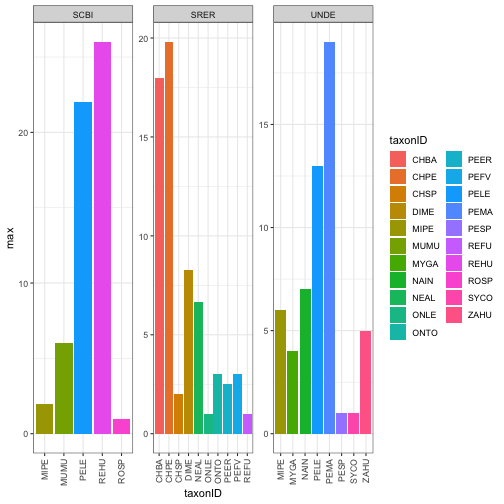 SCBI
SRER
UNDE
max
0
10
20
0
5
10
15
20
0
5
10
15
MIPE
MUMU
PELE
REHU
ROSP
CHBA
CHPE
CHSP
DIME
NEAL
ONLE
ONTO
PEER
PEFV
REFU
MIPE
MYGA
NAIN
PELE
PEMA
PESP
SYCO
ZAHU
taxonID
taxonID
CHBA
CHPE
CHSP
DIME
MIPE
MUMU
MYGA
NAIN
NEAL
ONLE
ONTO
PEER
PEFV
PELE
PEMA
PESP
REFU
REHU
ROSP
SYCO
ZAHU